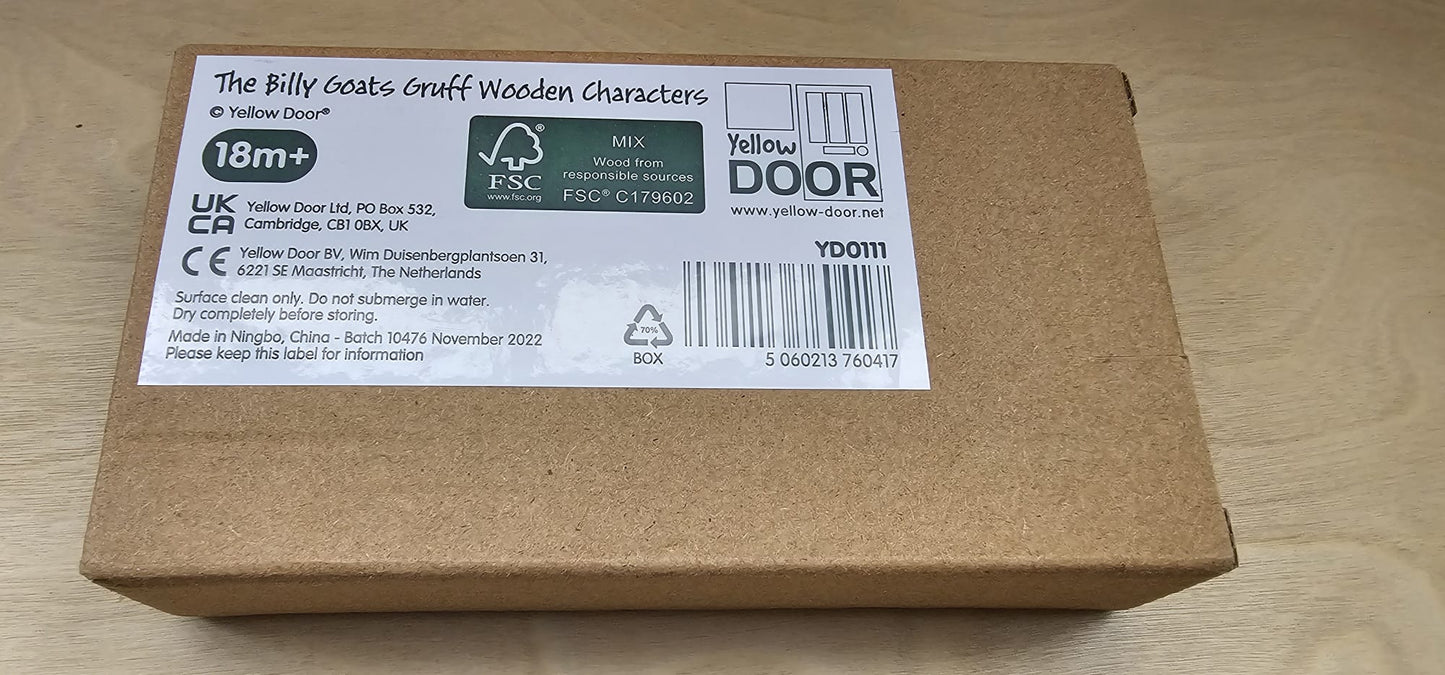 The Billy Goats Gruff Wooden Characters
© Yellow Door®
18m+
FSC
®
www.fsc.org
MIX
Wood from
responsible sources
FSC® C179602
Yellow
DOOR
www.yellow-door.net
UK
CA
Yellow Door Ltd, PO Box 532,
Cambridge, CB1 0BX, UK
CE
Yellow Door BV, Wim Duisenbergplantsoen 31,
6221 SE Maastricht, The Netherlands
YD0111
Surface clean only. Do not submerge in water.
Dry completely before storing.
Made in Ningbo, China - Batch 10476 November 2022
Please keep this label for information
70%
BOX
5 060213 760417